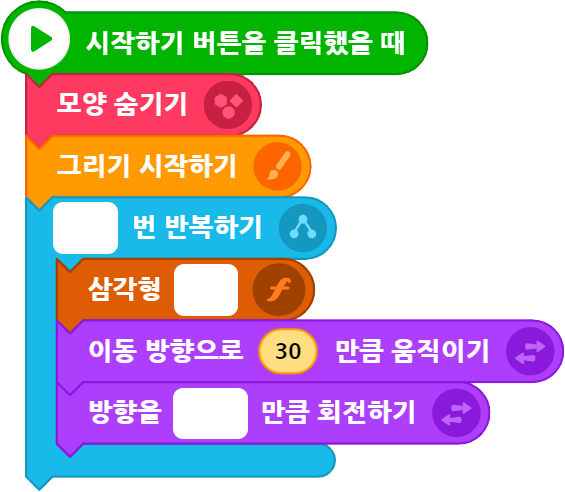 시작하기 버튼을 클릭했을 때
모양 숨기기
그리기 시작하기
번 반복하기
삼각형
이동 방향으로 30 만큼 움직이기
방향을 만큼 회전하기